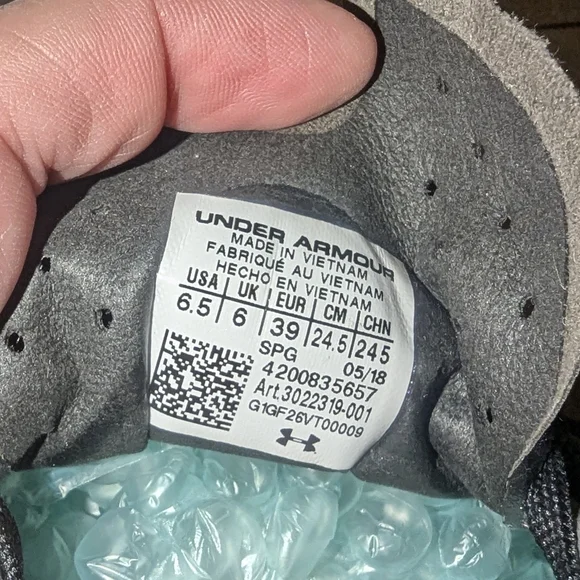 UNDER ARMOUR
MADE IN VIETNAM
FABRIQUÉ AU VIETNAM
HECHO EN VIETNAM
USA UK EUR CM CHN
6.5 6 39 24.5 245
SPG 05/18
4200835657
Art.3022319-001
G1GF26VT00009